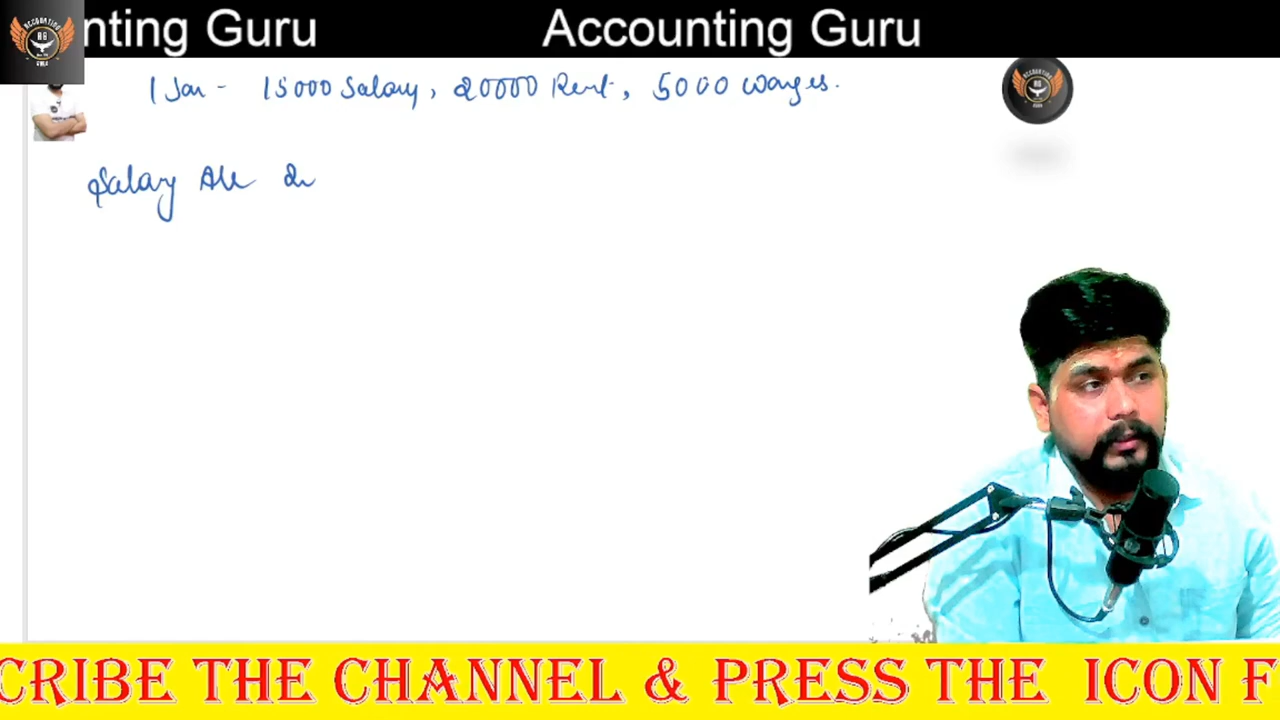 nting Guru Accounting Guru
1 Jan - 15000 Salary, 20000 Rent, 5000 wages.
Salary A/c
CRIBE THE CHANNEL & PRESS THE ICON F